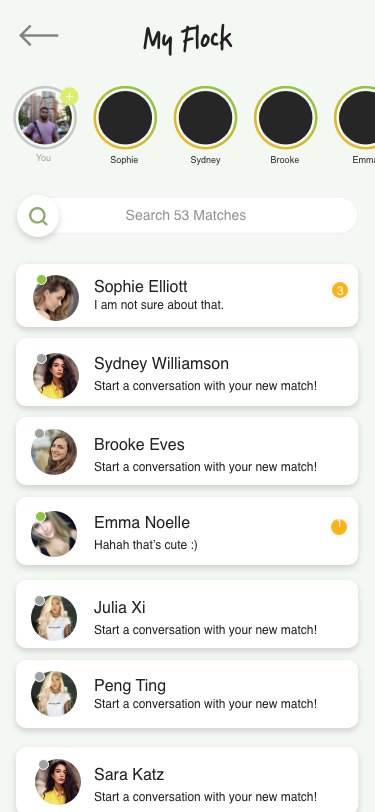 My Flock
+
You
Sophie
Sydney
Brooke
Emma
Search 53 Matches
Sophie Elliott
3
I am not sure about that.
Sydney Williamson
Start a conversation with your new match!
Brooke Eves
Start a conversation with your new match!
Emma Noelle
Hahah that's cute :)
Julia Xi
Start a conversation with your new match!
Peng Ting
Start a conversation with your new match!
Sara Katz
Start a conversation with your new match!